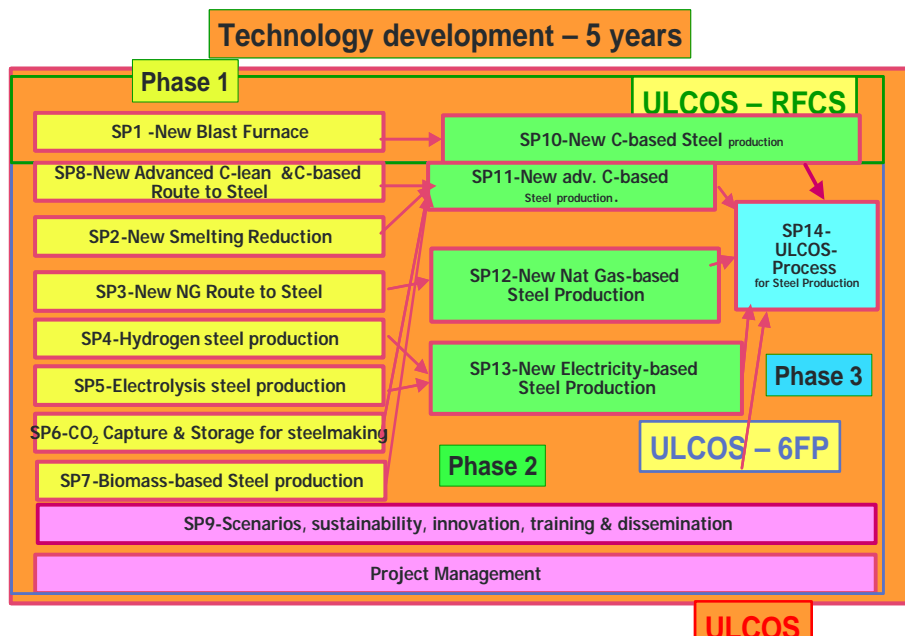 Technology development – 5 years
Phase 1
ULCOS – RFCS
SP1 -New Blast Furnace
SP10-New C-based Steel production
SP8-New Advanced C-lean &C-based
Route to Steel
SP11-New adv. C-based
Steel production.
SP2-New Smelting Reduction
SP14-
ULCOS-
Process
for Steel Production
SP3-New NG Route to Steel
SP12-New Nat Gas-based
Steel Production
SP4-Hydrogen steel production
SP5-Electrolysis steel production
SP13-New Electricity-based
Steel Production
Phase 3
SP6-CO₂ Capture & Storage for steelmaking
ULCOS – 6FP
Phase 2
SP7-Biomass-based Steel production
SP9-Scenarios, sustainability, innovation, training & dissemination
Project Management
ULCOS